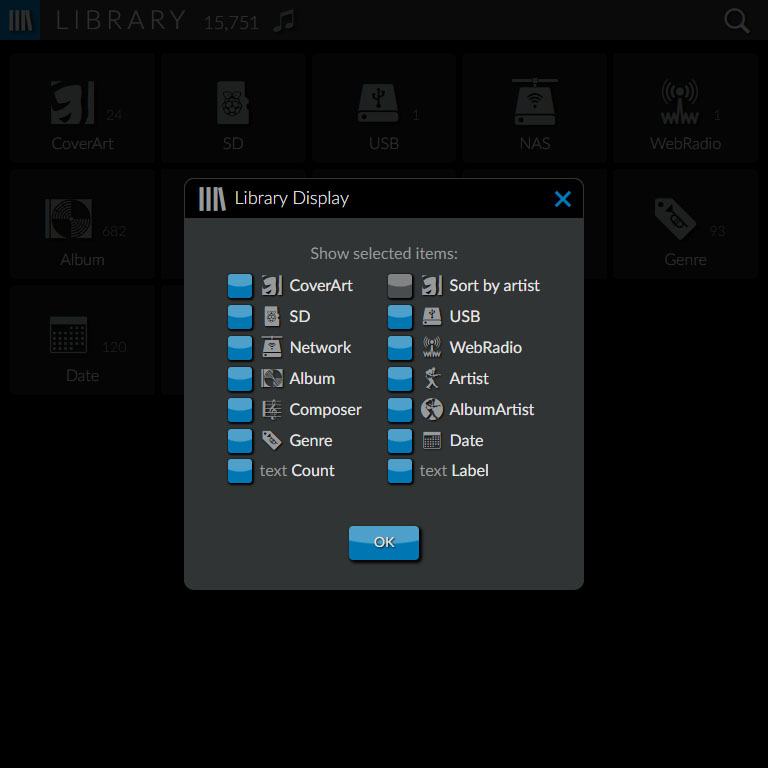 LIBRARY 15,751
24
CoverArt
SD
1
USB
NAS
1
WebRadio
682
Album
93
Genre
120
Date
Library Display
Show selected items:
CoverArt Sort by artist
SD USB
Network WebRadio
Album Artist
Composer AlbumArtist
Genre Date
text Count text Label
OK